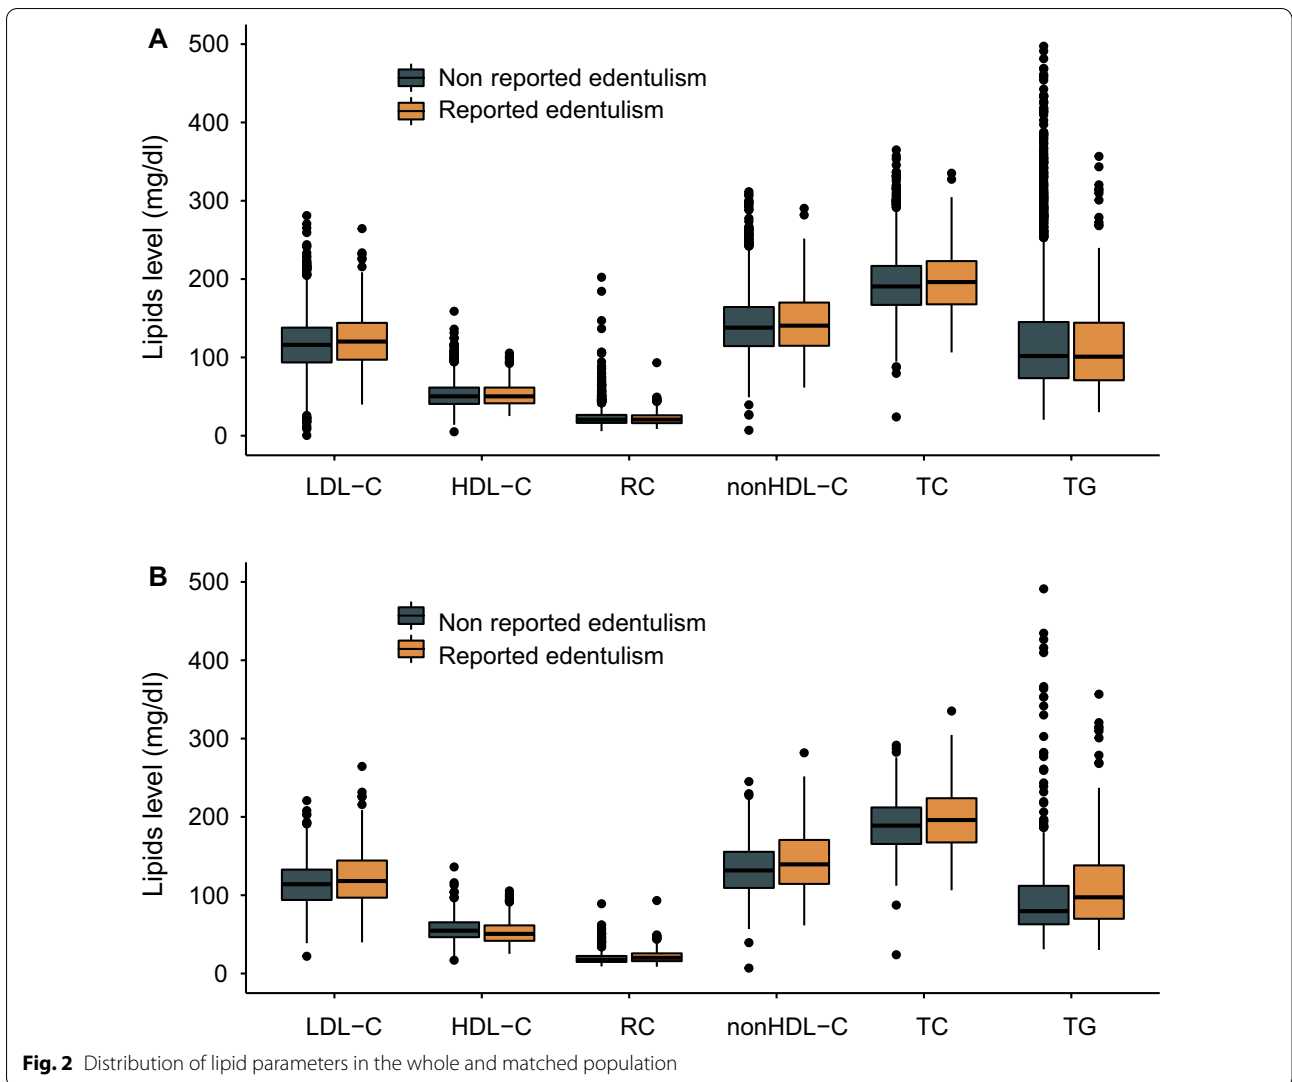 A
500
400
300
200
100
0
Lipids level (mg/dl)
Non reported edentulism
Reported edentulism
LDL−C HDL−C RC nonHDL−C TC TG
B
500
400
300
200
100
0
Lipids level (mg/dl)
Non reported edentulism
Reported edentulism
LDL−C HDL−C RC nonHDL−C TC TG
Fig. 2 Distribution of lipid parameters in the whole and matched population